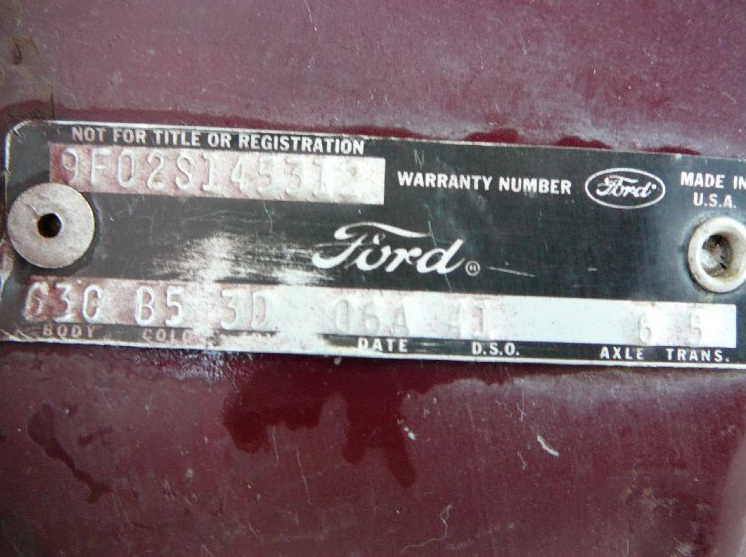 NOT FOR TITLE OR REGISTRATION
9F02S145312
WARRANTY NUMBER Ford MADE IN
U.S.A.
Ford ®
63C B5 3D 06A 41 6 5
BODY COLOR DATE D.S.O. AXLE TRANS.